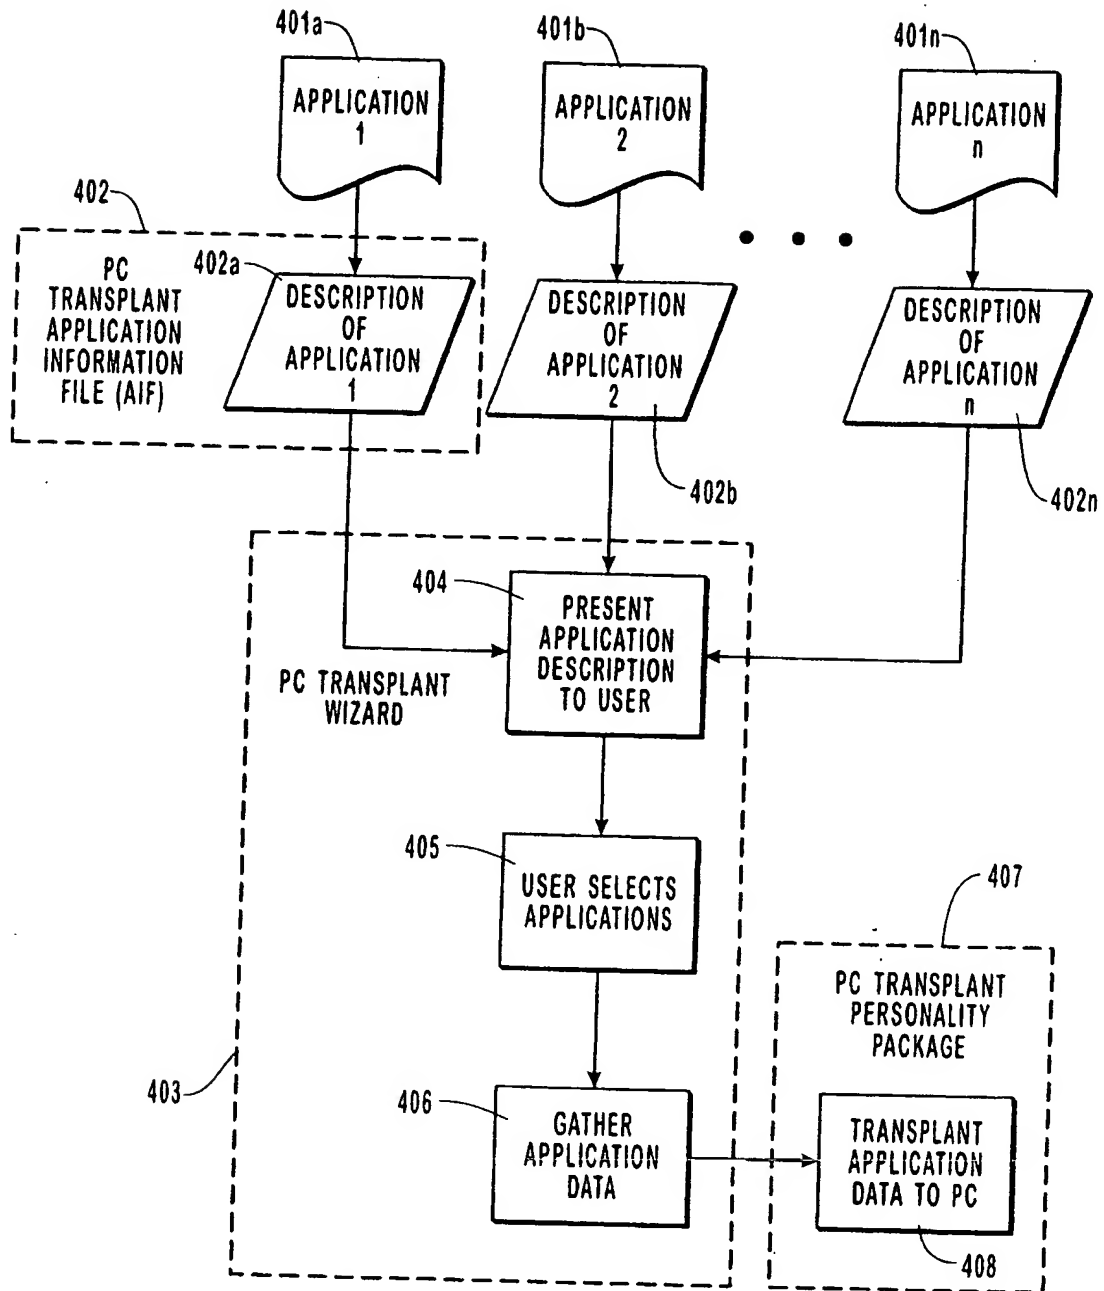 401a
401b
401n
APPLICATION
1
APPLICATION
2
APPLICATION
n
402
PC
TRANSPLANT
APPLICATION
INFORMATION
FILE (AIF)
402a
DESCRIPTION
OF
APPLICATION
1
DESCRIPTION
OF
APPLICATION
2
DESCRIPTION
OF
APPLICATION
n
402b
402n
404
PRESENT
APPLICATION
DESCRIPTION
TO USER
PC TRANSPLANT
WIZARD
405
USER SELECTS
APPLICATIONS
407
PC TRANSPLANT
PERSONALITY
PACKAGE
403
406
GATHER
APPLICATION
DATA
TRANSPLANT
APPLICATION
DATA TO PC
408